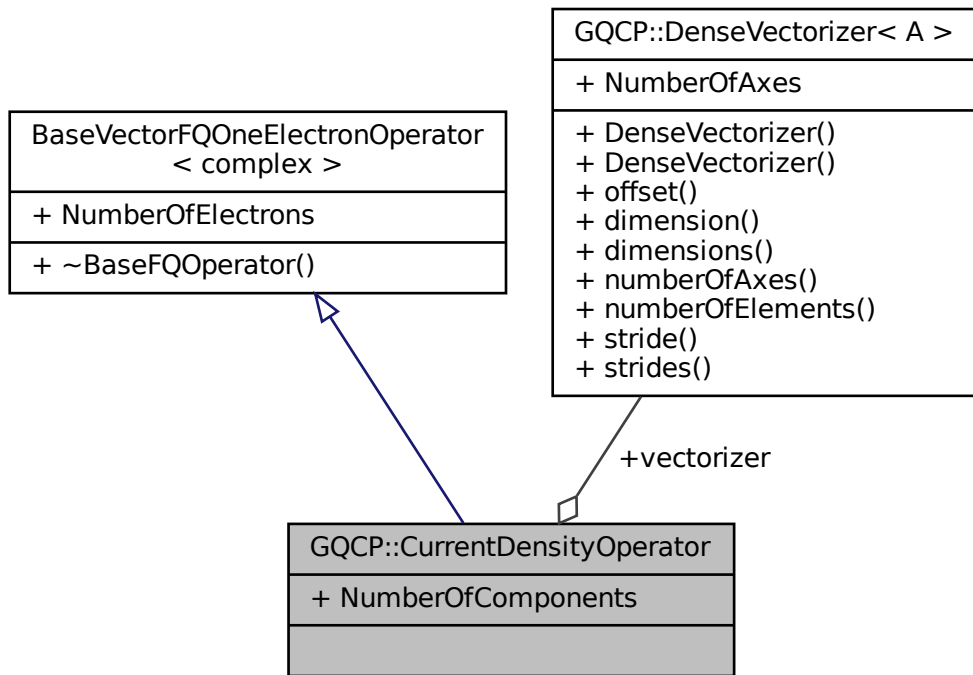 BaseVectorFQOneElectronOperator
< complex >
+ NumberOfElectrons
+ ~BaseFQOperator()
GQCP::DenseVectorizer< A >
+ NumberOfAxes
+ DenseVectorizer()
+ DenseVectorizer()
+ offset()
+ dimension()
+ dimensions()
+ numberOfAxes()
+ numberOfElements()
+ stride()
+ strides()
+vectorizer
GQCP::CurrentDensityOperator
+ NumberOfComponents